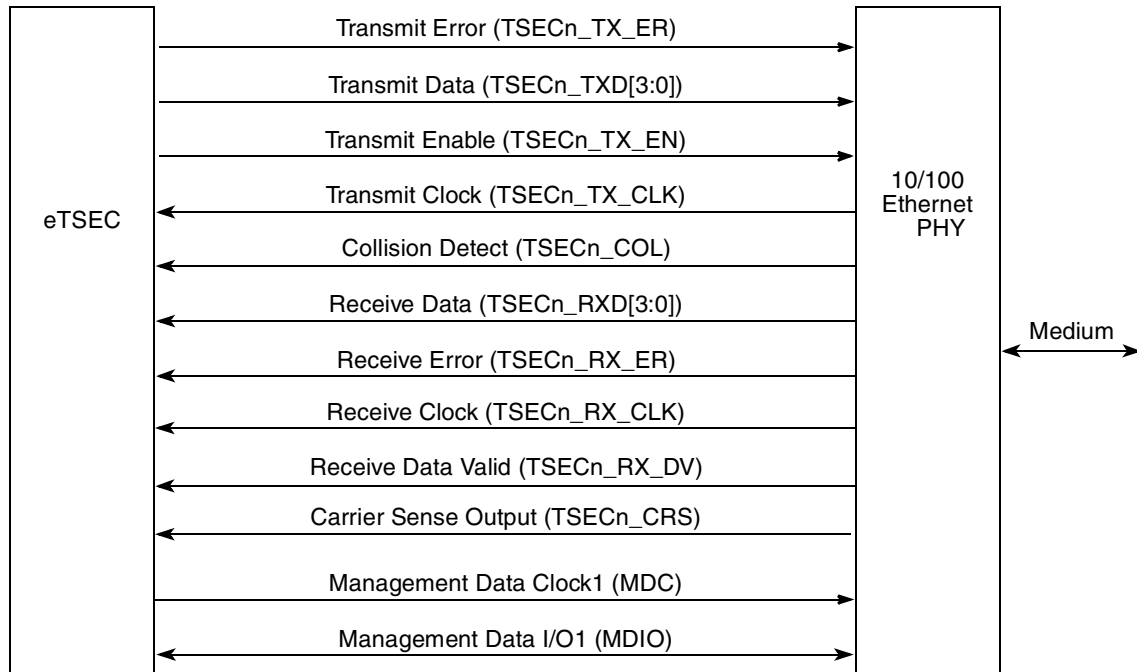 Transmit Error (TSECn_TX_ER)
Transmit Data (TSECn_TXD[3:0])
Transmit Enable (TSECn_TX_EN)
Transmit Clock (TSECn_TX_CLK)
Collision Detect (TSECn_COL)
Receive Data (TSECn_RXD[3:0])
Receive Error (TSECn_RX_ER)
Receive Clock (TSECn_RX_CLK)
Receive Data Valid (TSECn_RX_DV)
Carrier Sense Output (TSECn_CRS)
Management Data Clock1 (MDC)
Management Data I/O1 (MDIO)
eTSEC
10/100
Ethernet
PHY
Medium